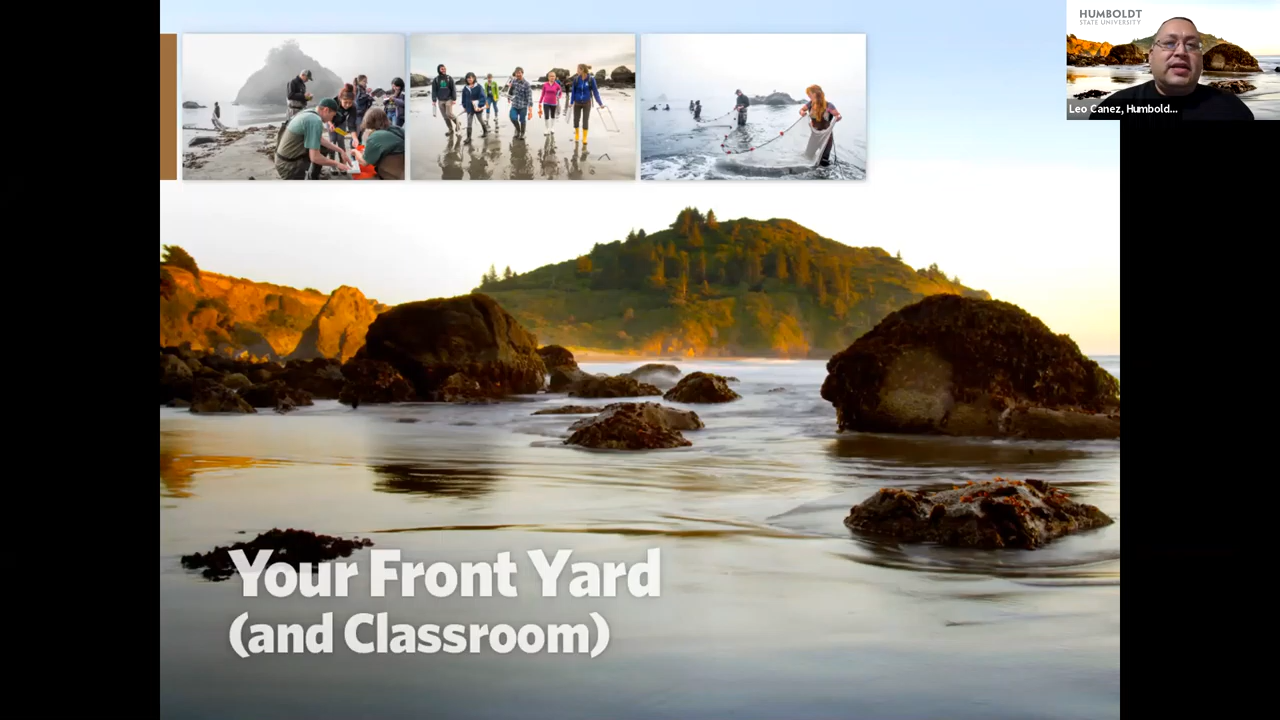 HUMBOLDT
STATE UNIVERSITY
Leo Canez, Humbold...
Your Front Yard
(and Classroom)